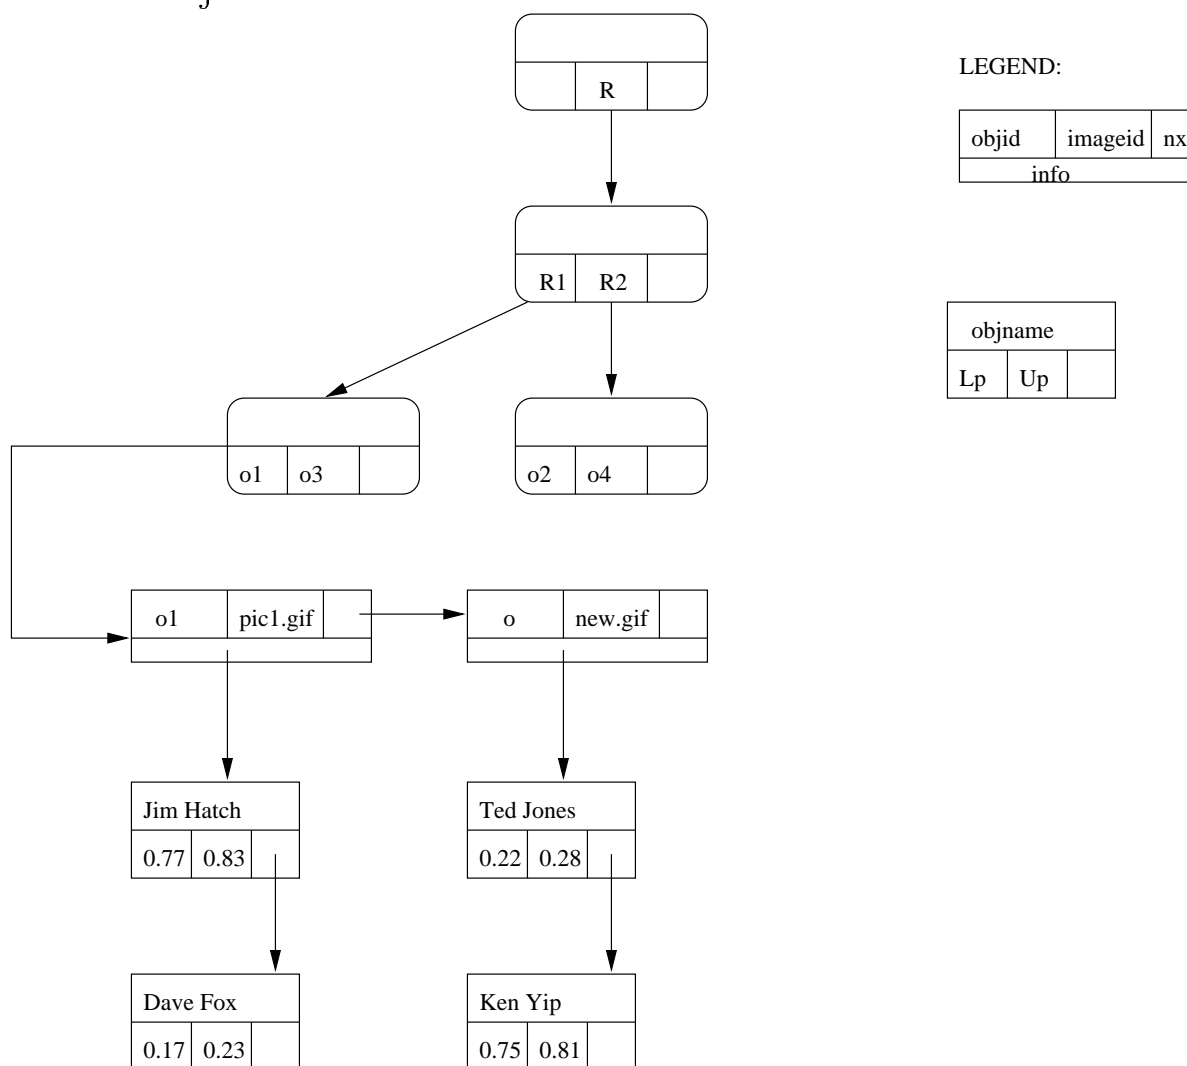 R
LEGEND:
objid imageid nx
info
R1 R2
objname
Lp Up
o1 o3
o2 o4
o1 pic1.gif
o new.gif
Jim Hatch
0.77 0.83
Ted Jones
0.22 0.28
Dave Fox
0.17 0.23
Ken Yip
0.75 0.81